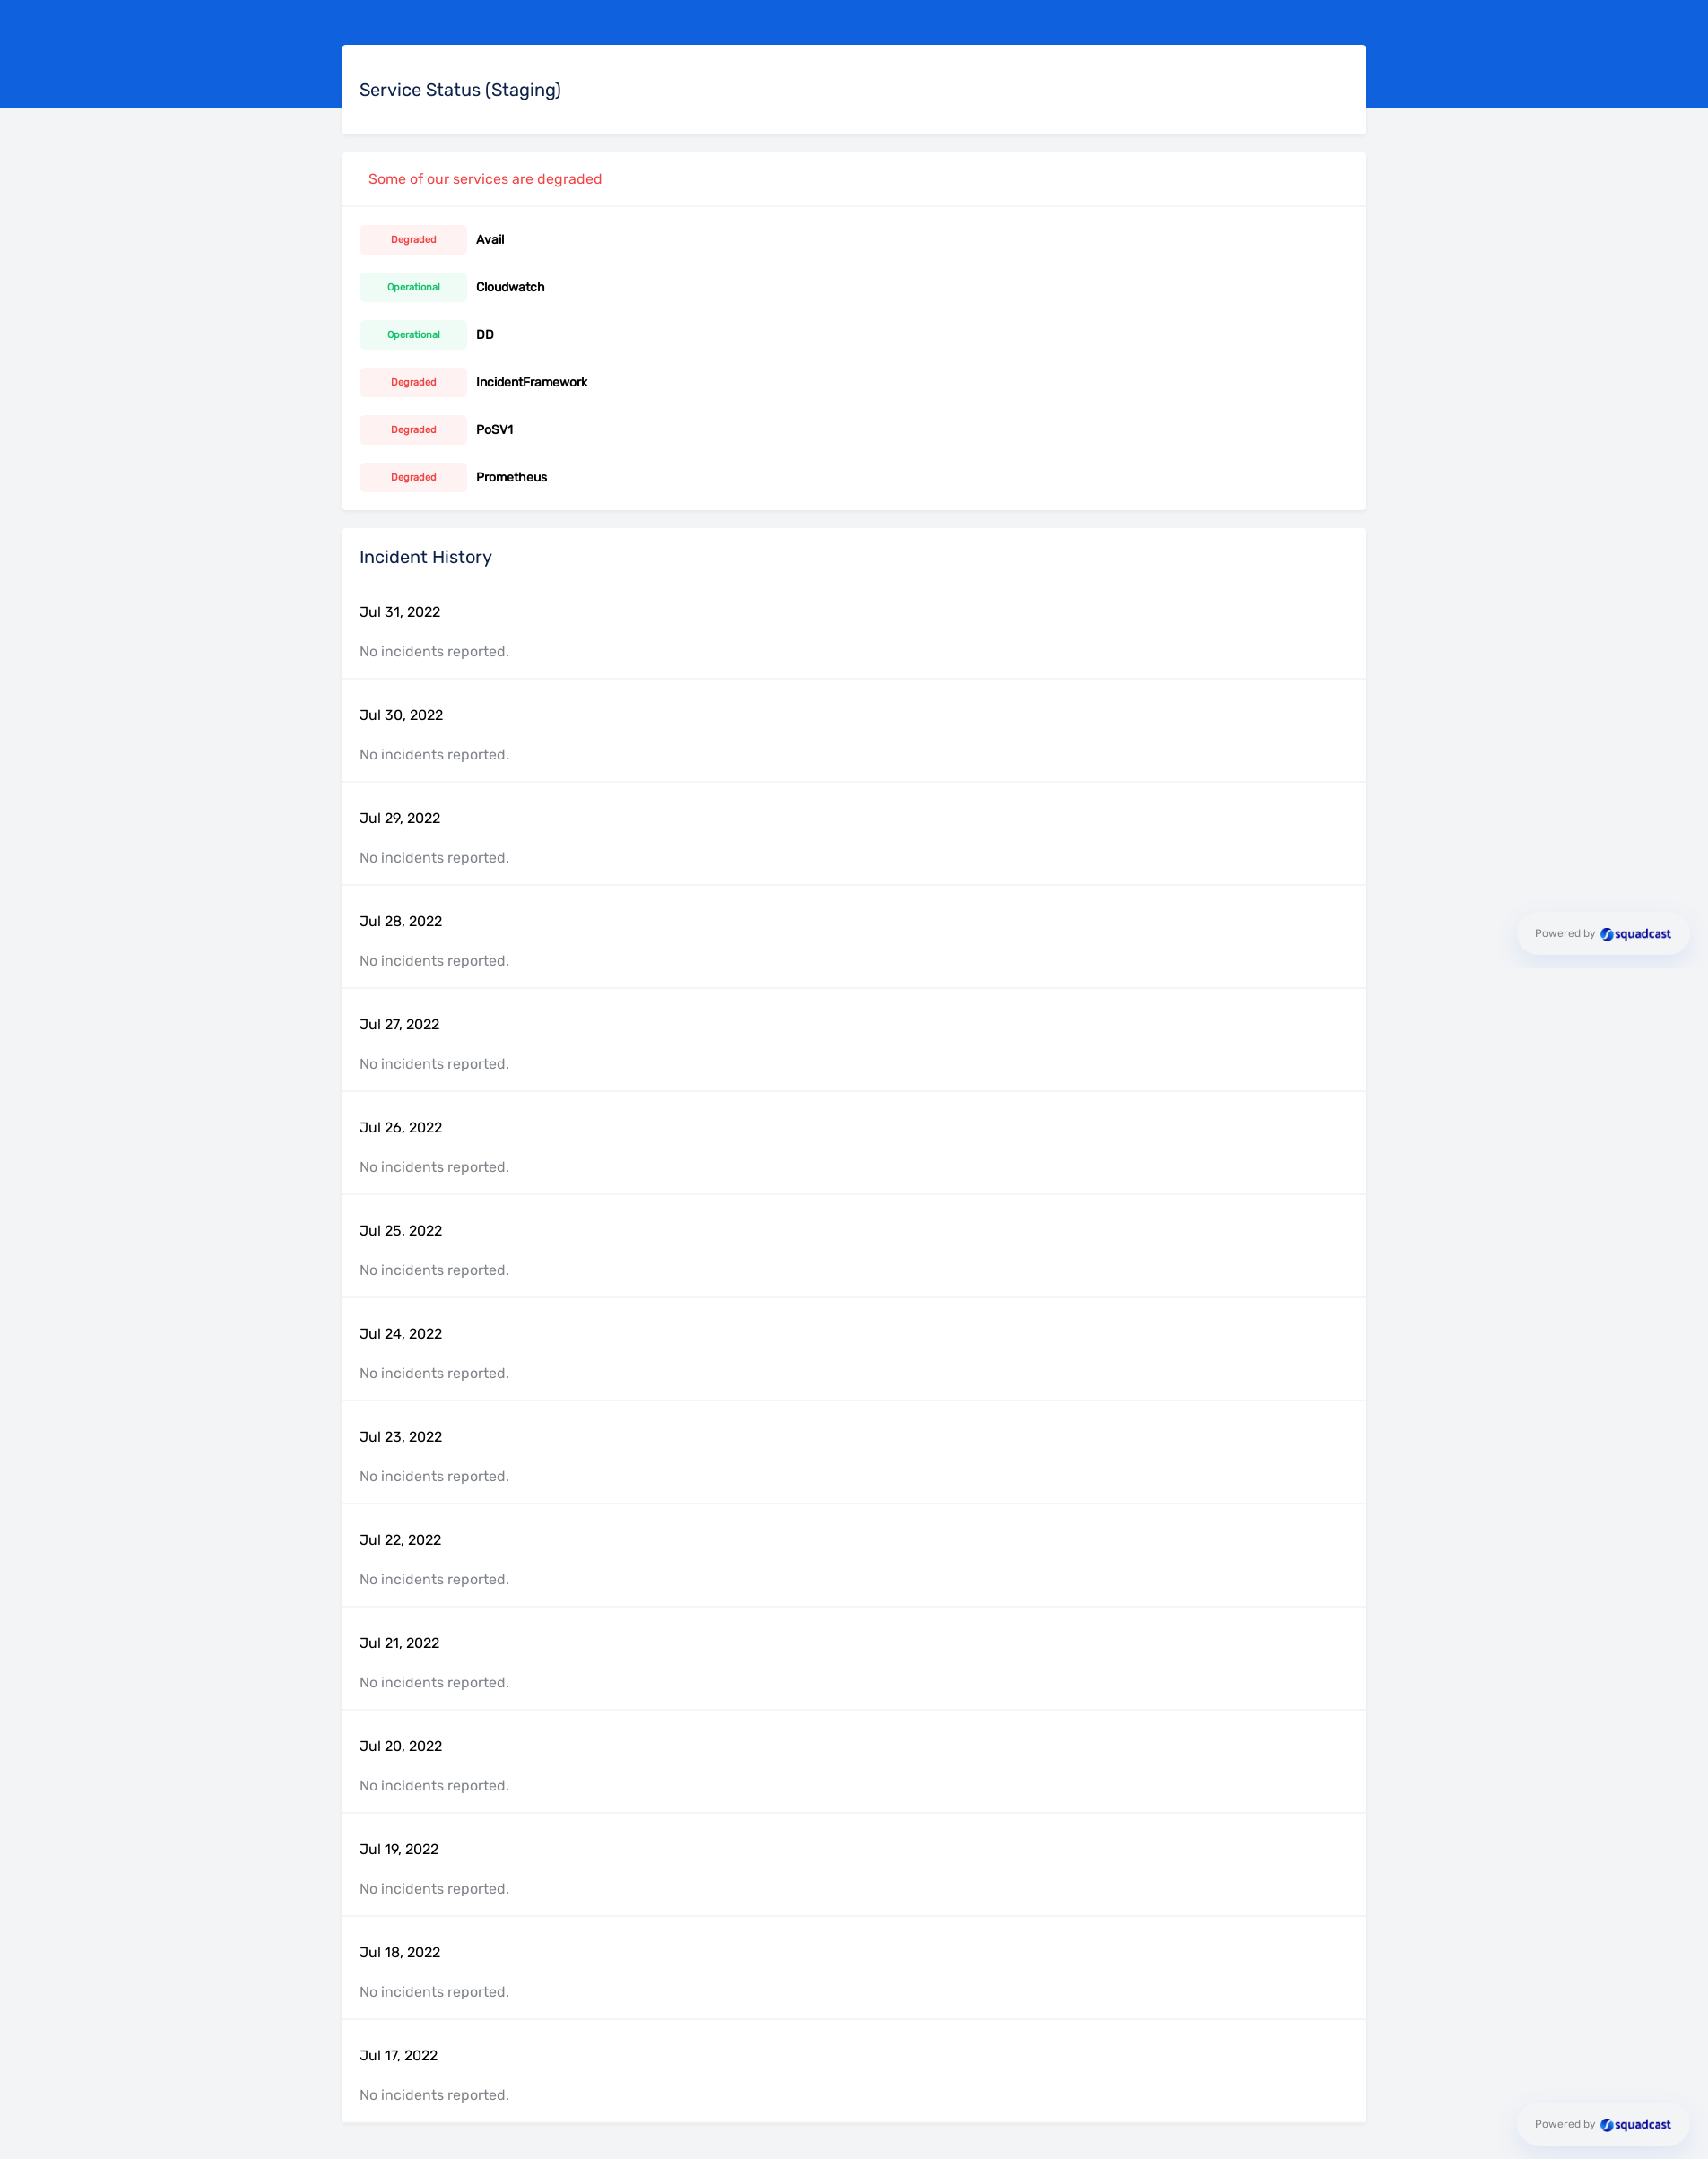 Service Status (Staging)
Some of our services are degraded
Degraded Avail
Operational Cloudwatch
Operational DD
Degraded IncidentFramework
Degraded PoSV1
Degraded Prometheus
Incident History
Jul 31, 2022
No incidents reported.
Jul 30, 2022
No incidents reported.
Jul 29, 2022
No incidents reported.
Jul 28, 2022
Powered by squadcast
No incidents reported.
Jul 27, 2022
No incidents reported.
Jul 26, 2022
No incidents reported.
Jul 25, 2022
No incidents reported.
Jul 24, 2022
No incidents reported.
Jul 23, 2022
No incidents reported.
Jul 22, 2022
No incidents reported.
Jul 21, 2022
No incidents reported.
Jul 20, 2022
No incidents reported.
Jul 19, 2022
No incidents reported.
Jul 18, 2022
No incidents reported.
Jul 17, 2022
No incidents reported.
Powered by squadcast